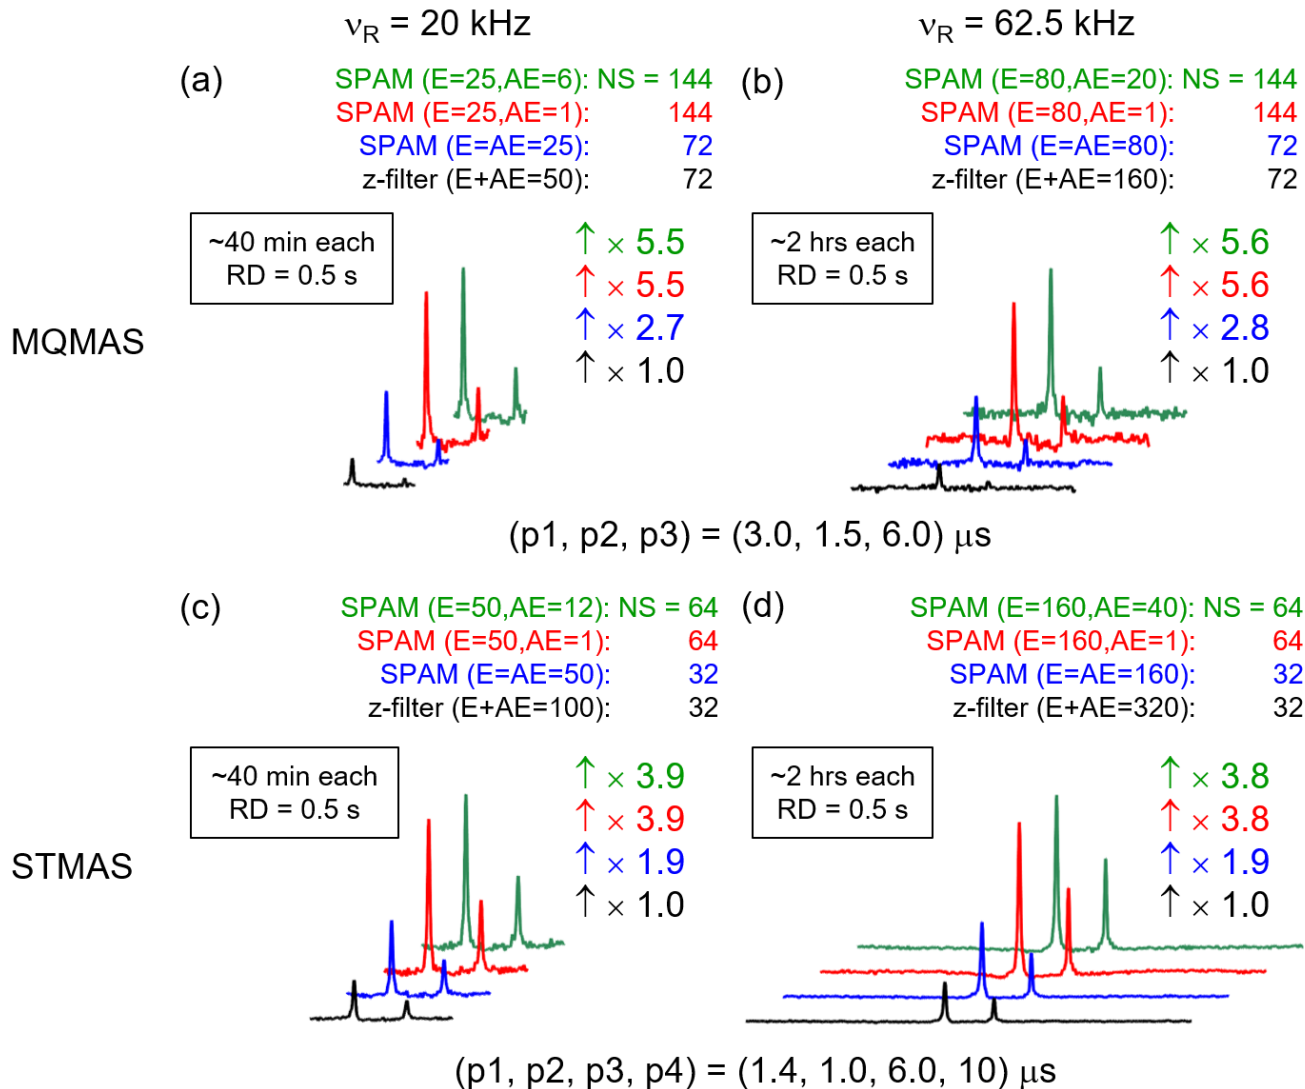 ν_R = 20 kHz
ν_R = 62.5 kHz
(a)
SPAM (E=25,AE=6): NS = 144
SPAM (E=25,AE=1): 144
SPAM (E=AE=25): 72
z-filter (E+AE=50): 72
~40 min each
RD = 0.5 s
↑ × 5.5
↑ × 5.5
↑ × 2.7
↑ × 1.0
(b)
SPAM (E=80,AE=20): NS = 144
SPAM (E=80,AE=1): 144
SPAM (E=AE=80): 72
z-filter (E+AE=160): 72
~2 hrs each
RD = 0.5 s
↑ × 5.6
↑ × 5.6
↑ × 2.8
↑ × 1.0
MQMAS
(p1, p2, p3) = (3.0, 1.5, 6.0) μs
(c)
SPAM (E=50,AE=12): NS = 64
SPAM (E=50,AE=1): 64
SPAM (E=AE=50): 32
z-filter (E+AE=100): 32
~40 min each
RD = 0.5 s
↑ × 3.9
↑ × 3.9
↑ × 1.9
↑ × 1.0
(d)
SPAM (E=160,AE=40): NS = 64
SPAM (E=160,AE=1): 64
SPAM (E=AE=160): 32
z-filter (E+AE=320): 32
~2 hrs each
RD = 0.5 s
↑ × 3.8
↑ × 3.8
↑ × 1.9
↑ × 1.0
STMAS
(p1, p2, p3, p4) = (1.4, 1.0, 6.0, 10) μs